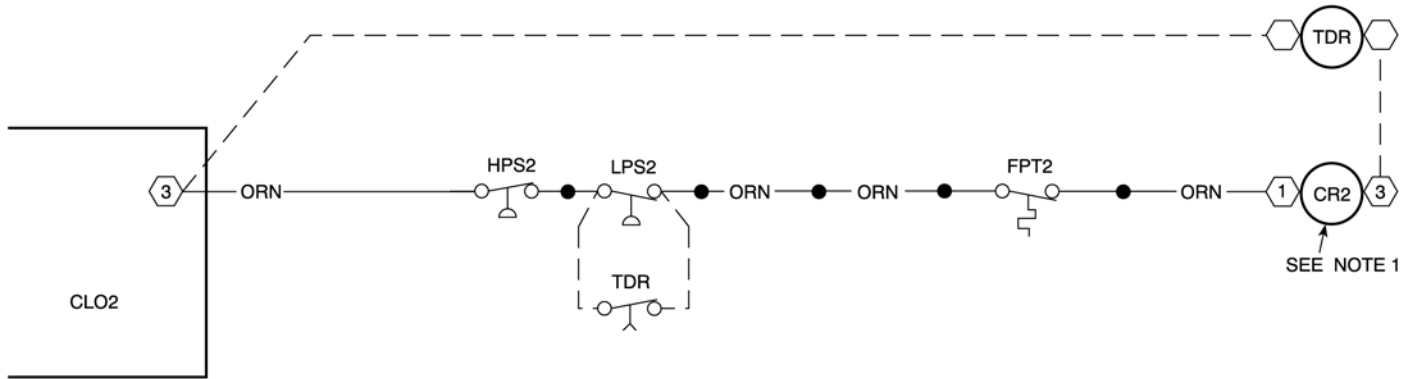 TDR
HPS2
LPS2
FPT2
3
ORN
ORN
ORN
ORN
1
CR2
3
SEE NOTE 1
TDR
CLO2